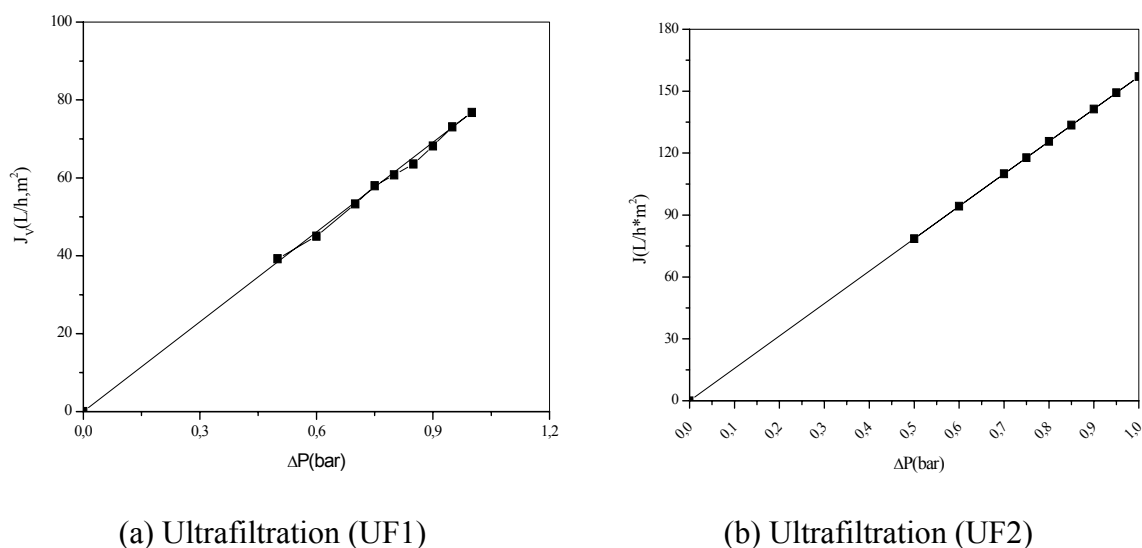 100
80
60
40
20
0
J_V(L/h,m²)
0,0 0,3 0,6 0,9 1,2
ΔP(bar)
180
150
120
90
60
30
0
J(L/h*m²)
0,0 0,1 0,2 0,3 0,4 0,5 0,6 0,7 0,8 0,9 1,0
ΔP(bar)
(a) Ultrafiltration (UF1)
(b) Ultrafiltration (UF2)